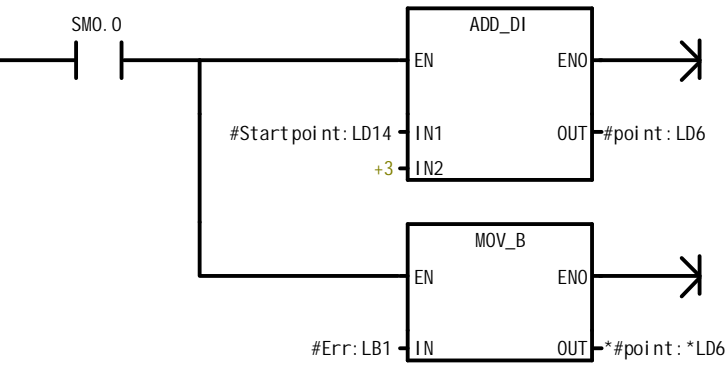 SM0.0
ADD_DI
EN ENO
#Startpoint:LD14 IN1 OUT #point:LD6
+3 IN2
MOV_B
EN ENO
#Err:LB1 IN OUT *#point:*LD6